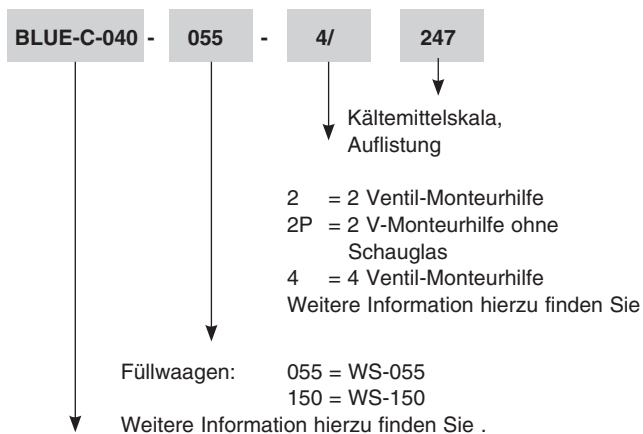 BLUE-C-040 - 055 - 4/ 247
Kältemittelskala,
Auflistung
2 = 2 Ventil-Monteurhilfe
2P = 2 V-Monteurhilfe ohne
Schauglas
4 = 4 Ventil-Monteurhilfe
Weitere Information hierzu finden Sie
Füllwaagen: 055 = WS-055
150 = WS-150
Weitere Information hierzu finden Sie .